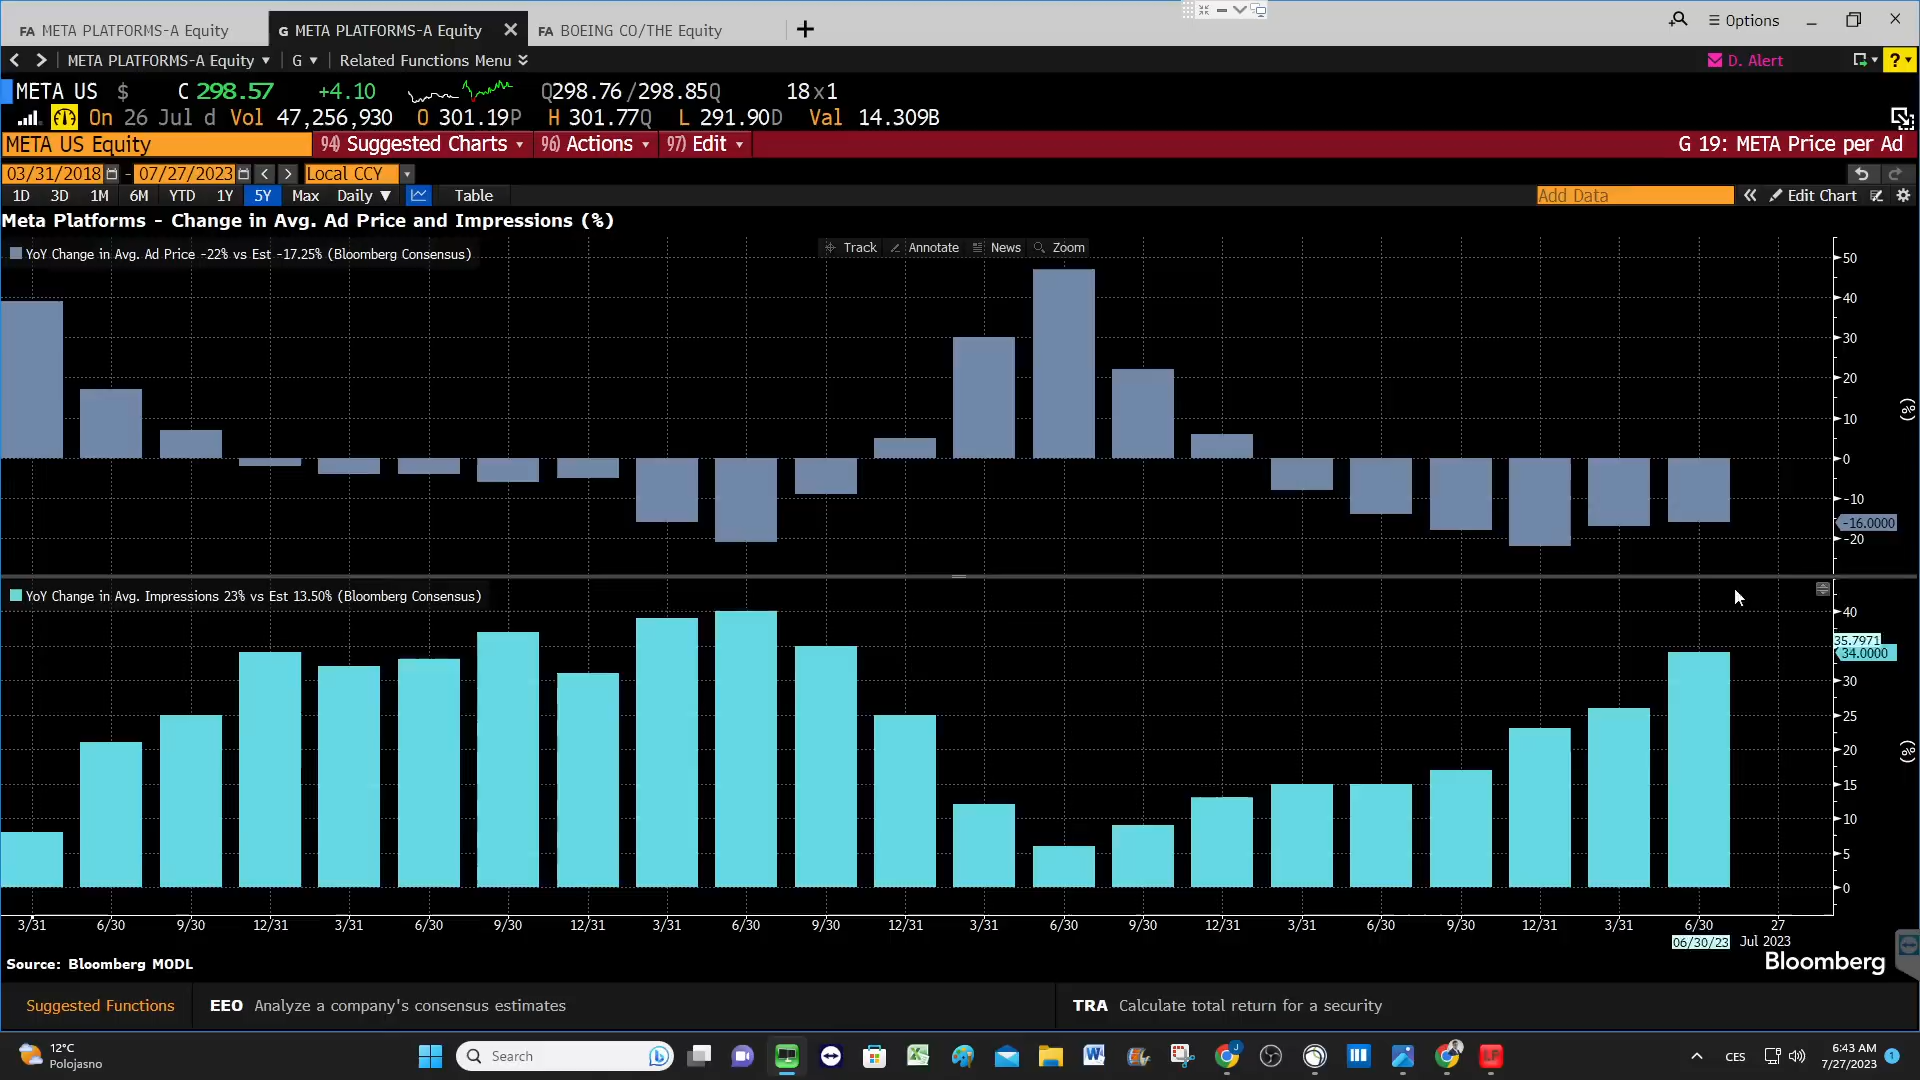 FA META PLATFORMS-A Equity
G META PLATFORMS-A Equity
FA BOEING CO/THE Equity
Options
META PLATFORMS-A Equity
G
Related Functions Menu
D. Alert
?
META US $ C 298.57 +4.10 Q298.76/298.85Q 18x1
On 26 Jul d Vol 47,256,930 O 301.19P H 301.77Q L 291.90D Val 14.309B
META US Equity
94) Suggested Charts
96) Actions
97) Edit
G 19: META Price per Ad
03/31/2018 - 07/27/2023
Local CCY
1D 3D 1M 6M YTD 1Y 5Y Max Daily ▼
Table
Add Data
Edit Chart
Meta Platforms - Change in Avg. Ad Price and Impressions (%)
YoY Change in Avg. Ad Price -22% vs Est -17.25% (Bloomberg Consensus)
Track
Annotate
News
Zoom
50
40
30
20
10
0
-10
-16.0000
-20
(%)
YoY Change in Avg. Impressions 23% vs Est 13.50% (Bloomberg Consensus)
40
35.7971
34.0000
30
25
20
15
10
5
0
(%)
3/31 6/30 9/30 12/31 3/31 6/30 9/30 12/31 3/31 6/30 9/30 12/31 3/31 6/30 9/30 12/31 3/31 6/30 9/30 12/31 3/31 6/30 27
06/30/23 Jul 2023
Source: Bloomberg MODL
Bloomberg
Suggested Functions
EEO Analyze a company's consensus estimates
TRA Calculate total return for a security
12°C
Polojasno
Search
CES
6:43 AM
7/27/2023
1